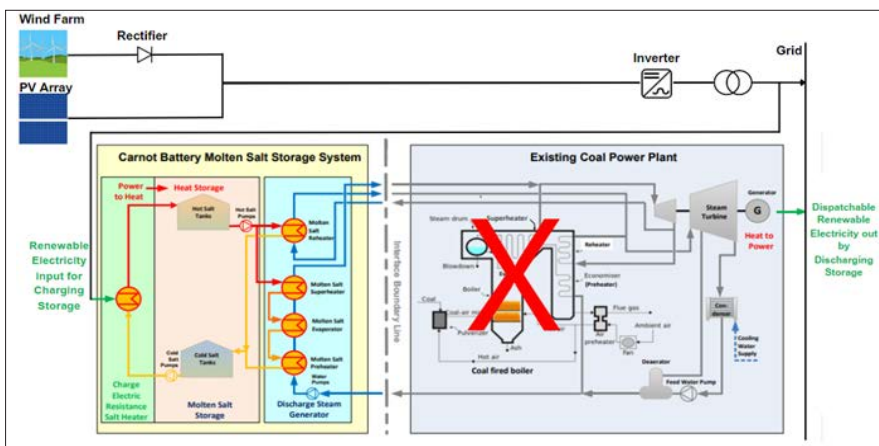 Wind Farm
Rectifier
PV Array
Inverter
Grid
Carnot Battery Molten Salt Storage System
Existing Coal Power Plant
Power
to Heat
Heat Storage
Hot Salt
Tanks
Hot Salt
Pumps
Molten
Salt
Reheater
Molten Salt
Superheater
Molten Salt
Evaporator
Molten Salt
Preheater
Water
Pumps
Cold
Salt
Pumps
Cold Salt
Tanks
Charge
Electric
Resistance
Salt Heater
Molten Salt
Storage
Discharge Steam
Generator
Renewable
Electricity
Input for
Charging
Storage
Interface Boundary Line
Steam drum
Superheater
Reheater
Economiser
(Preheater)
Blowdown
Boiler
Coal
Coal-air
Pulverizer
Ash
Hot air
Flue gas
Air
preheater
Ambient air
Fan
Coal fired boiler
Steam
Turbine
Generator
G
Heat to
Power
Con-
denser
Cooling
Water
Supply
Deaerator
Feed Water Pump
Dispatchable
Renewable
Electricity out
by
Discharging
Storage